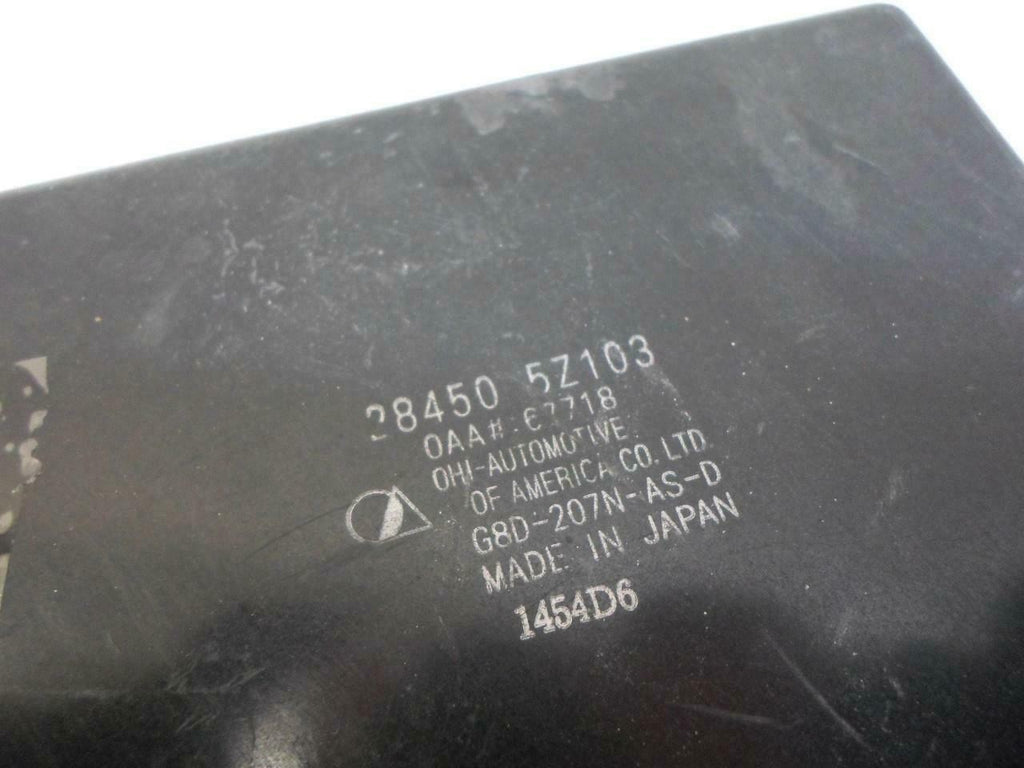 28450 5Z103
OAA#:67718
OHI-AUTOMOTIVE
OF AMERICA CO. LTD.
G8D-207N-AS-D
MADE IN JAPAN
1454D6